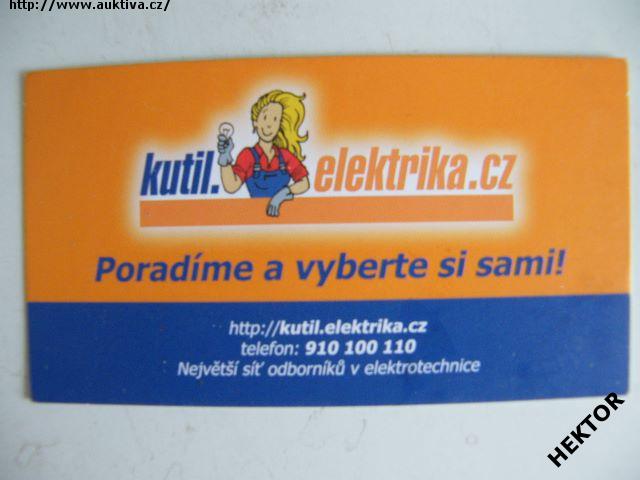 http://www.auktiva.cz/
kutil.elektrika.cz
Poradíme a vyberte si sami!
http://kutil.elektrika.cz
telefon: 910 100 110
Největší síť odborníků v elektrotechnice
HEKTOR